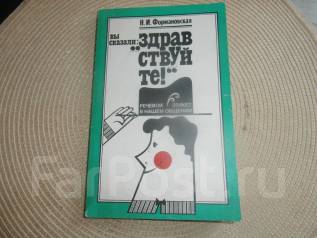 Н. И. Формановская
вы
сказали:
"здрав
ствуй
те!"
РЕЧЕВОЙ ЭТИКЕТ
В НАШЕМ ОБЩЕНИИ
FarPost.ru